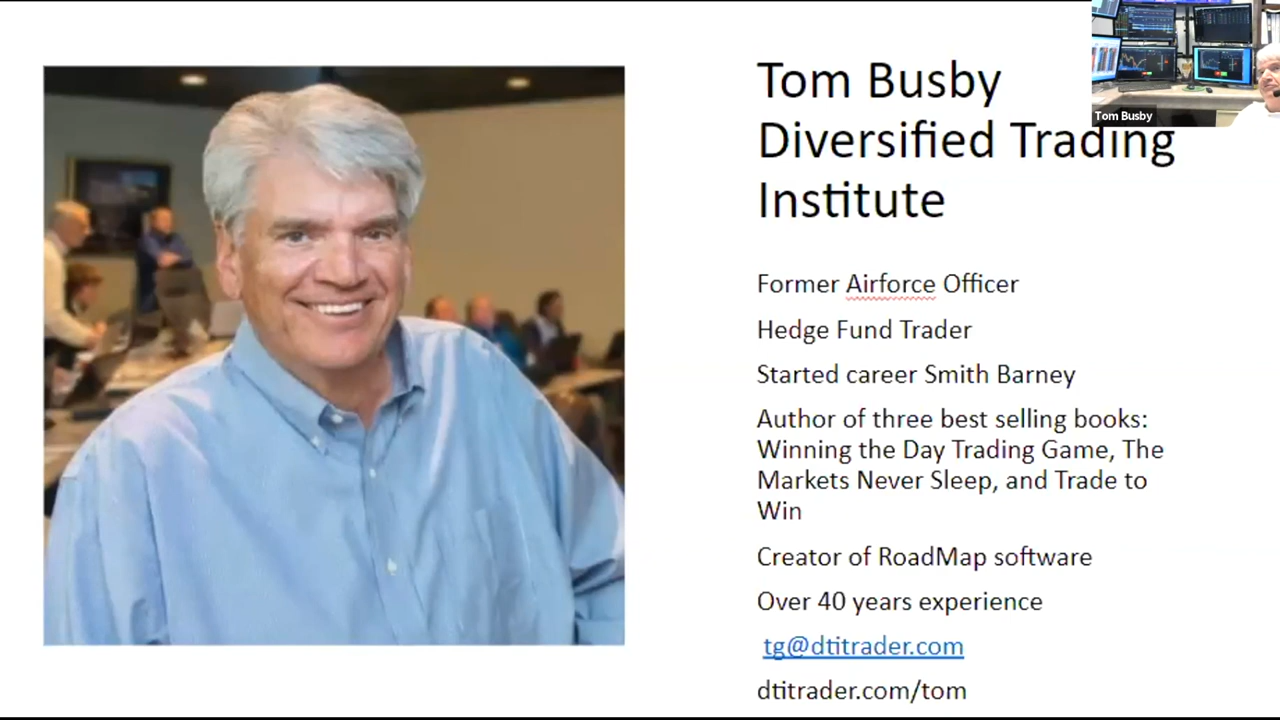 Tom Busby
Diversified Trading
Institute
Tom Busby
Former Airforce Officer
Hedge Fund Trader
Started career Smith Barney
Author of three best selling books:
Winning the Day Trading Game, The
Markets Never Sleep, and Trade to
Win
Creator of RoadMap software
Over 40 years experience
tg@dtitrader.com
dtitrader.com/tom